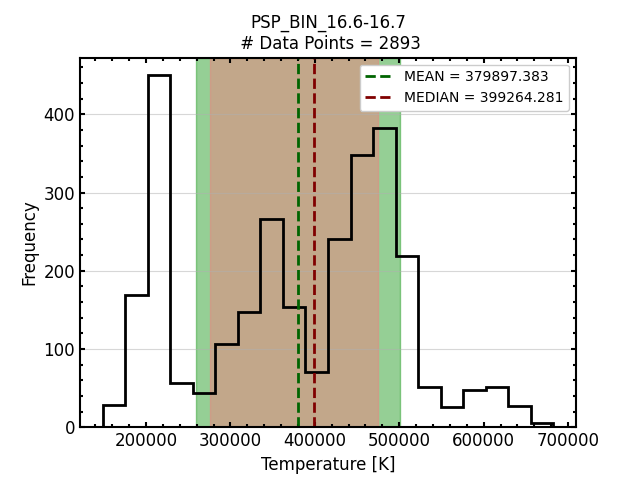 PSP_BIN_16.6-16.7
# Data Points = 2893
MEAN = 379897.383
MEDIAN = 399264.281
400
300
200
100
0
Frequency
200000 300000 400000 500000 600000 700000
Temperature [K]